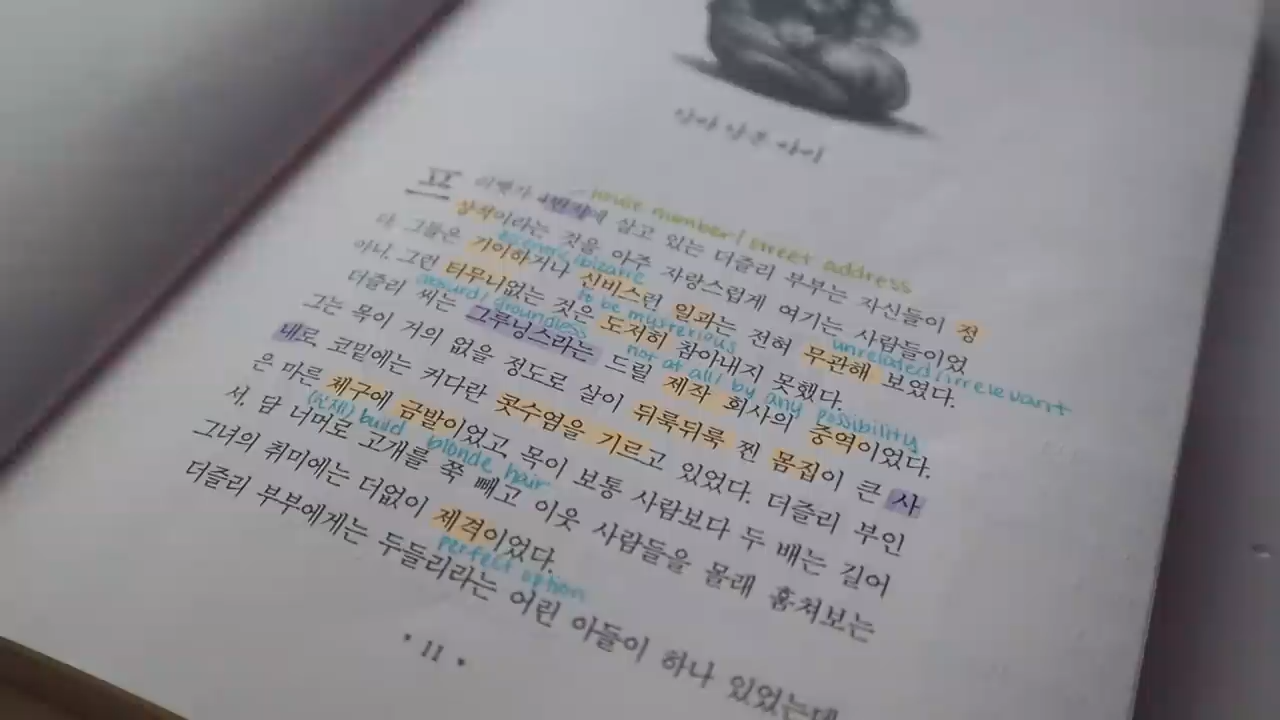 프리벳가 4번지에 살고 있는 더즐리 부부는 자신들이 정
house number/street address
상적이라는 것을 아주 자랑스럽게 여기는 사람들이었
다. 그들은 기이하거나 신비스런 일과는 전혀 무관해 보였다.
eccentric/bizarre
to be mysterious
unrelated/irrelevant
아니, 그런 터무니없는 것은 도저히 참아내지 못했다.
absurd/groundless
not at all/by any possibility
더즐리 씨는 그루닝스라는 드릴 제작 회사의 중역이었다.
그는 목이 거의 없을 정도로 살이 뒤룩뒤룩 찐 몸집이 큰 사
내로 코밑에는 커다란 콧수염을 기르고 있었다. 더즐리 부인
은 마른 체구에 금발이었고, 목이 보통 사람보다 두 배는 길어
(신체) build
blonde hair
서, 담 너머로 고개를 쭉 빼고 이웃 사람들을 몰래 훔쳐보는
그녀의 취미에는 더없이 제격이었다.
perfect option
더즐리 부부에게는 두들리라는 어린 아들이 하나 있었는데
• 11 •